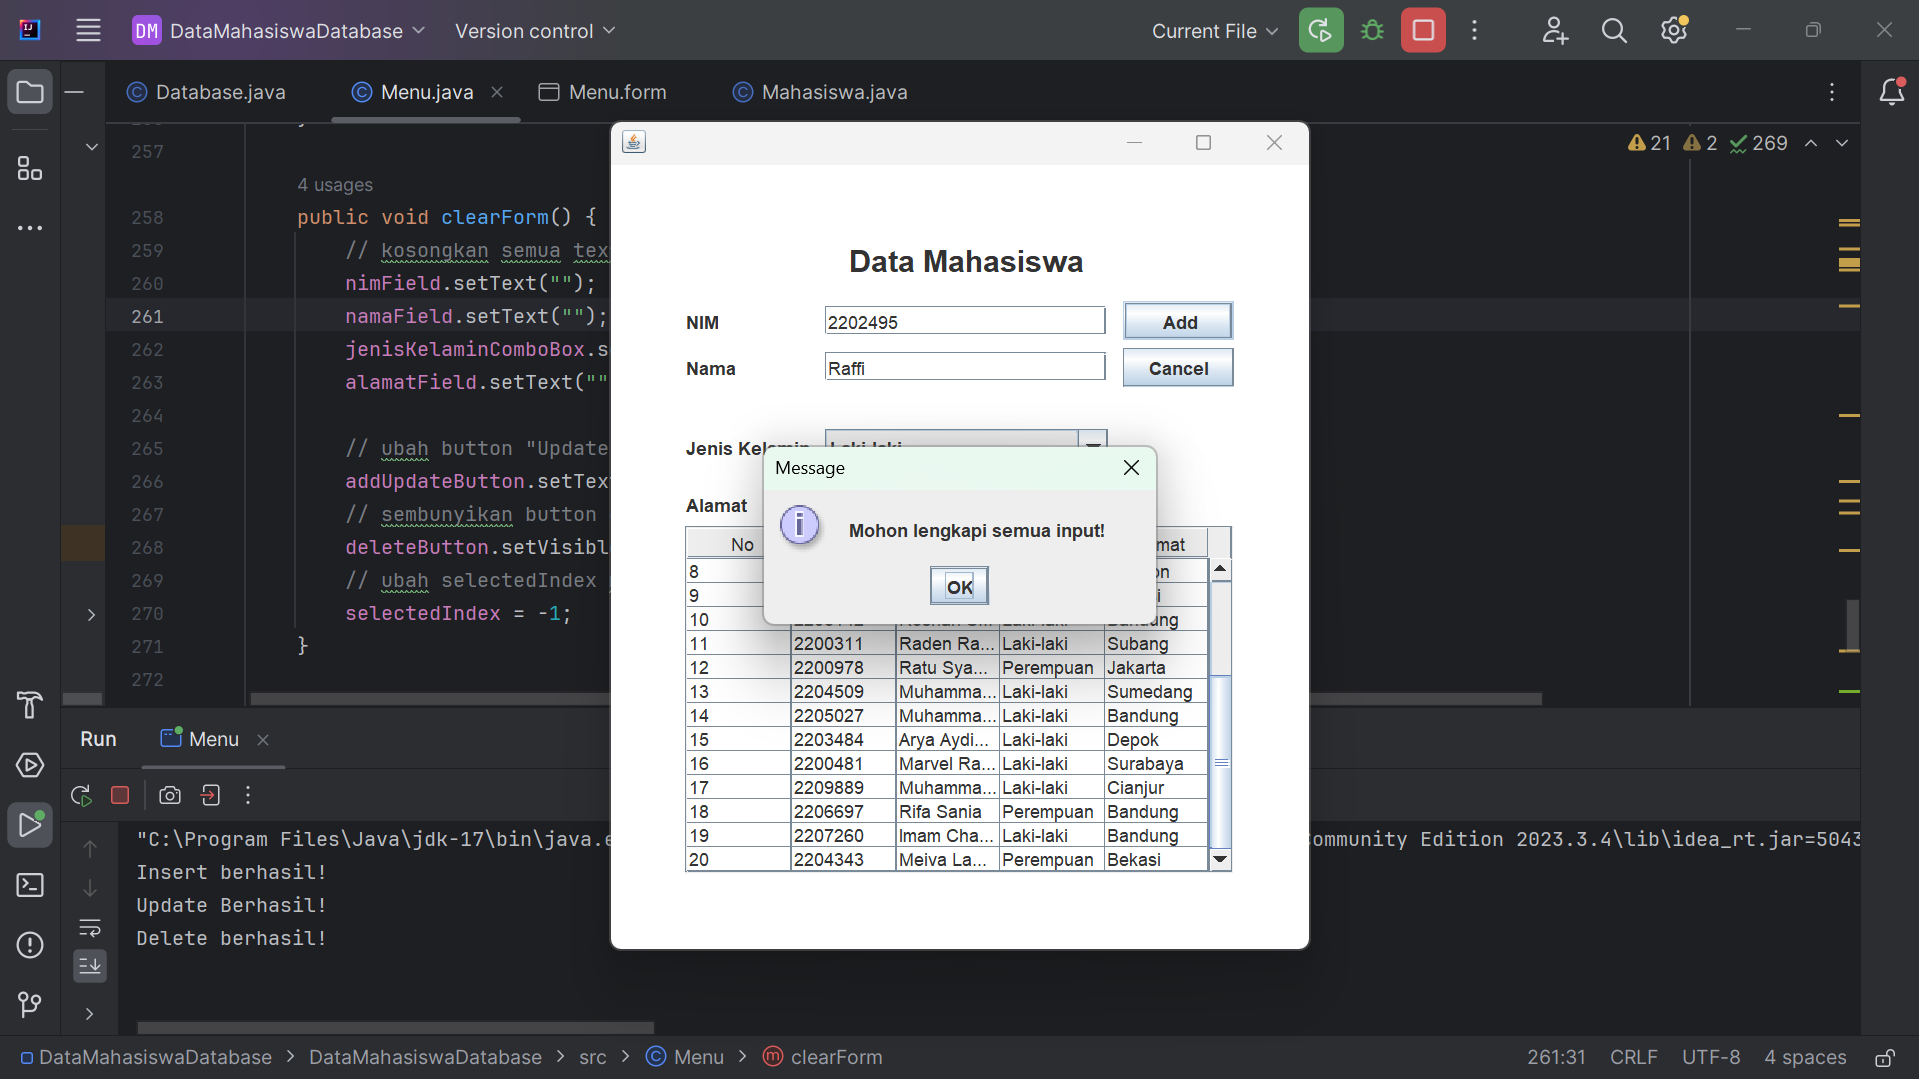 DM DataMahasiswaDatabase Version control Current File
Database.java Menu.java Menu.form Mahasiswa.java
21 2 269
257
4 usages
258 public void clearForm() {
259 // kosongkan semua tex
260 nimField.setText("");
261 namaField.setText("");
262 jenisKelaminComboBox.s
263 alamatField.setText(""
264
265 // ubah button "Update
266 addUpdateButton.setTex
267 // sembunyikan button
268 deleteButton.setVisibl
269 // ubah selectedIndex
270 selectedIndex = -1;
271 }
272
Data Mahasiswa
NIM 2202495 Add
Nama Raffi Cancel
Jenis Kelamin Laki-laki
Alamat
Message
Mohon lengkapi semua input!
OK
No mat
8 on
9 i
10 Bandung
11 2200311 Raden Ra... Laki-laki Subang
12 2200978 Ratu Sya... Perempuan Jakarta
13 2204509 Muhamma... Laki-laki Sumedang
14 2205027 Muhamma... Laki-laki Bandung
15 2203484 Arya Aydi... Laki-laki Depok
16 2200481 Marvel Ra... Laki-laki Surabaya
17 2209889 Muhamma... Laki-laki Cianjur
18 2206697 Rifa Sania Perempuan Bandung
19 2207260 Imam Cha... Laki-laki Bandung
20 2204343 Meiva La... Perempuan Bekasi
Run Menu
"C:\Program Files\Java\jdk-17\bin\java.e ommunity Edition 2023.3.4\lib\idea_rt.jar=5043
Insert berhasil!
Update Berhasil!
Delete berhasil!
DataMahasiswaDatabase > DataMahasiswaDatabase > src > Menu > clearForm 261:31 CRLF UTF-8 4 spaces